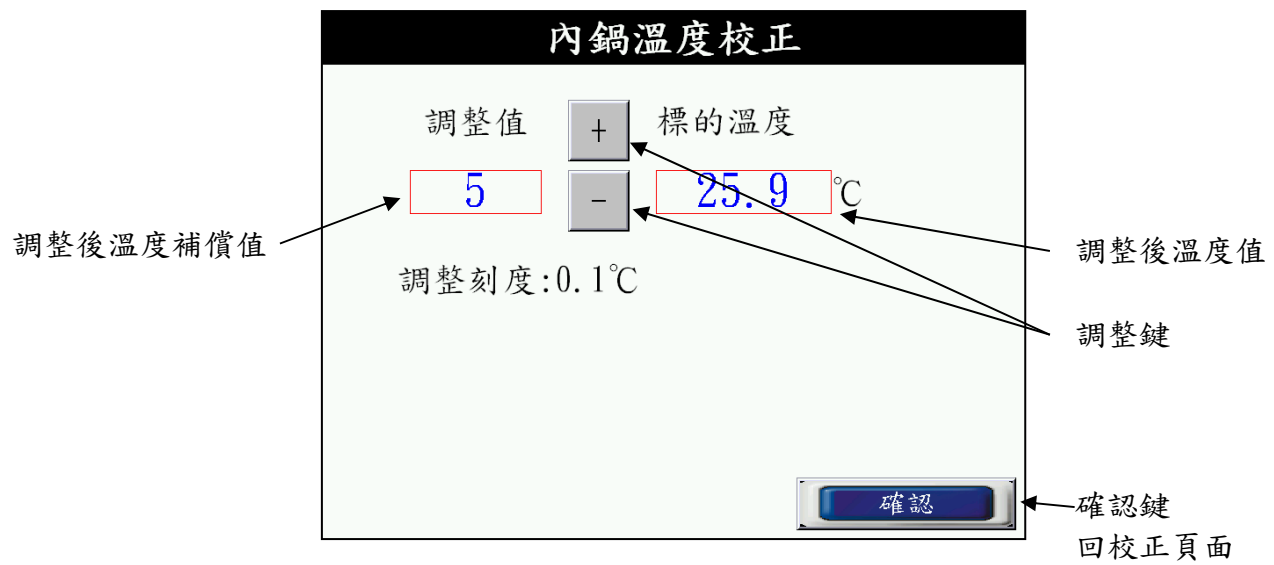 內鍋溫度校正
調整值
+
標的溫度
5
-
25.9
℃
調整刻度:0.1℃
確認
調整後溫度補償值
調整後溫度值
調整鍵
確認鍵
回校正頁面